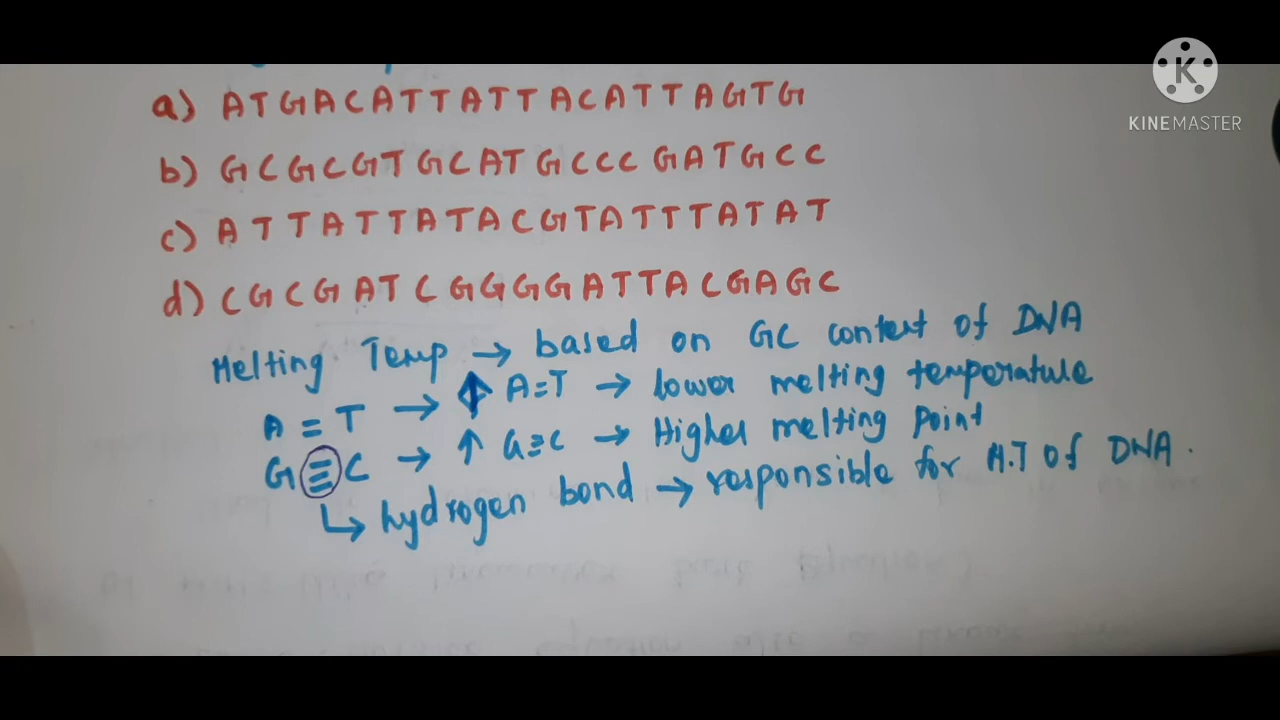 KINEMASTER
a) ATGACATTATTACATTAGTG
b) GCGCGTGCATGCCCGATGCC
c) ATTATTATACGTATTTATAT
d) CGCGATCGGGGATTACGAGC
Melting Temp → based on GC content of DNA
A = T → ↑ A=T → lower melting temperature
G ≡ C → ↑ G≡C → Higher melting point
↳ hydrogen bond → responsible for M.T of DNA.